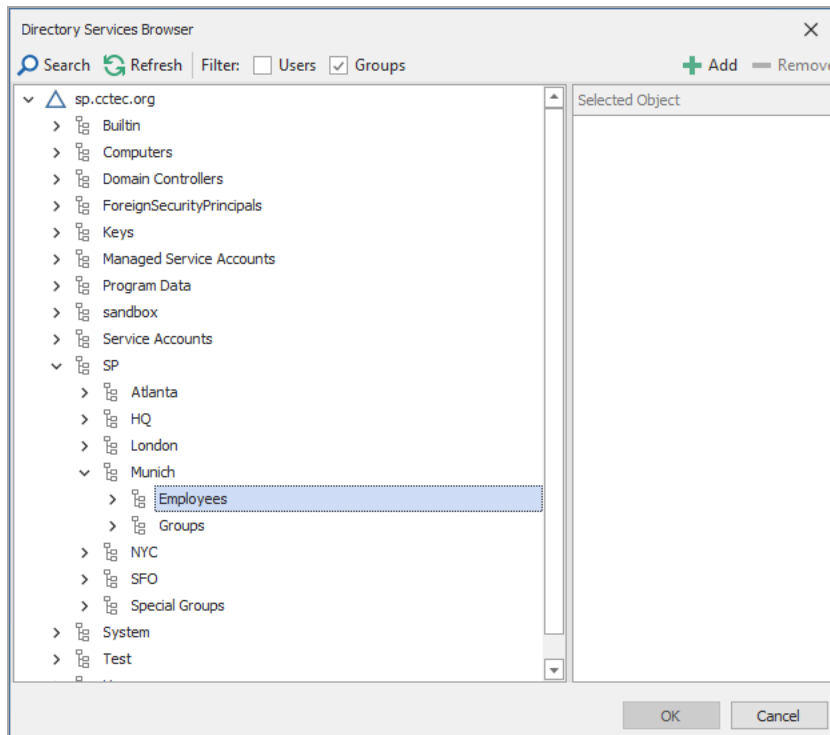 Directory Services Browser
Search Refresh Filter: Users Groups Add Remove
sp.cctec.org
Selected Object
Builtin
Computers
Domain Controllers
ForeignSecurityPrincipals
Keys
Managed Service Accounts
Program Data
sandbox
Service Accounts
SP
Atlanta
HQ
London
Munich
Employees
Groups
NYC
SFO
Special Groups
System
Test
OK Cancel